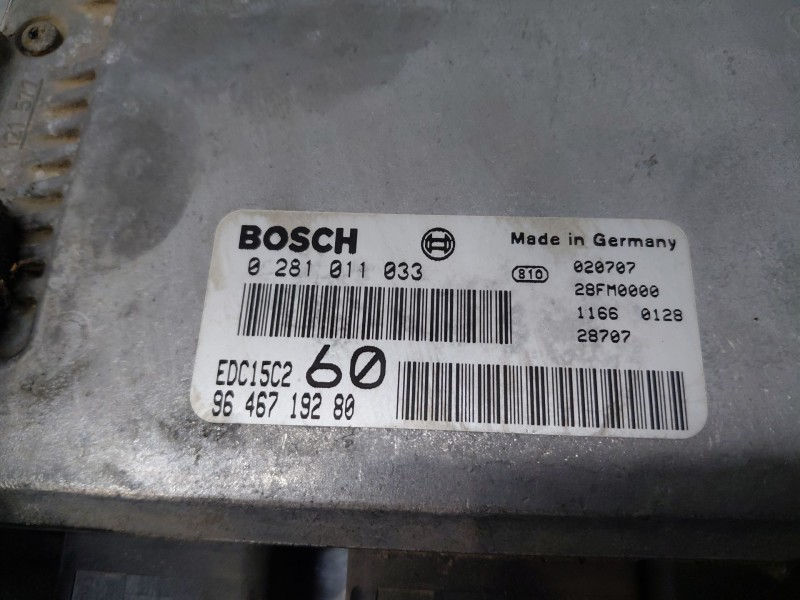 BOSCH
0 281 011 033
EDC15C2 60
96 467 192 80
Made in Germany
810 020707
28FM0000
1166 0128
28707